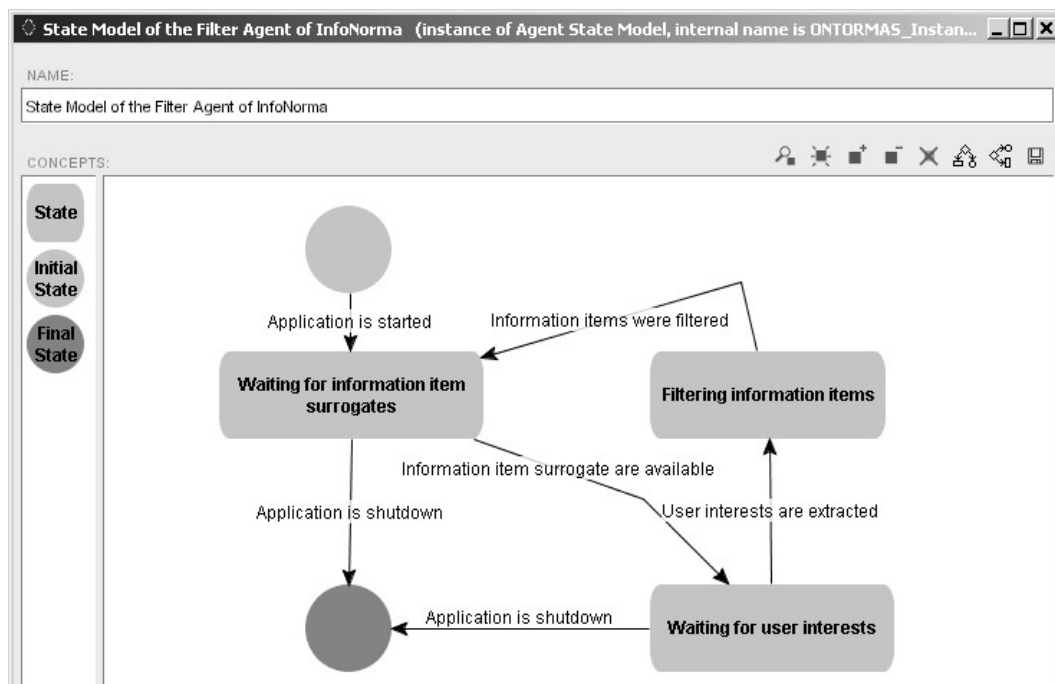 State Model of the Filter Agent of InfoNorma (instance of Agent State Model, internal name is ONTORMAS_Instan...
NAME:
State Model of the Filter Agent of InfoNorma
CONCEPTS:
State
Initial
State
Final
State
Application is started
Information items were filtered
Waiting for information item
surrogates
Filtering information items
Information item surrogate are available
Application is shutdown
User interests are extracted
Application is shutdown
Waiting for user interests